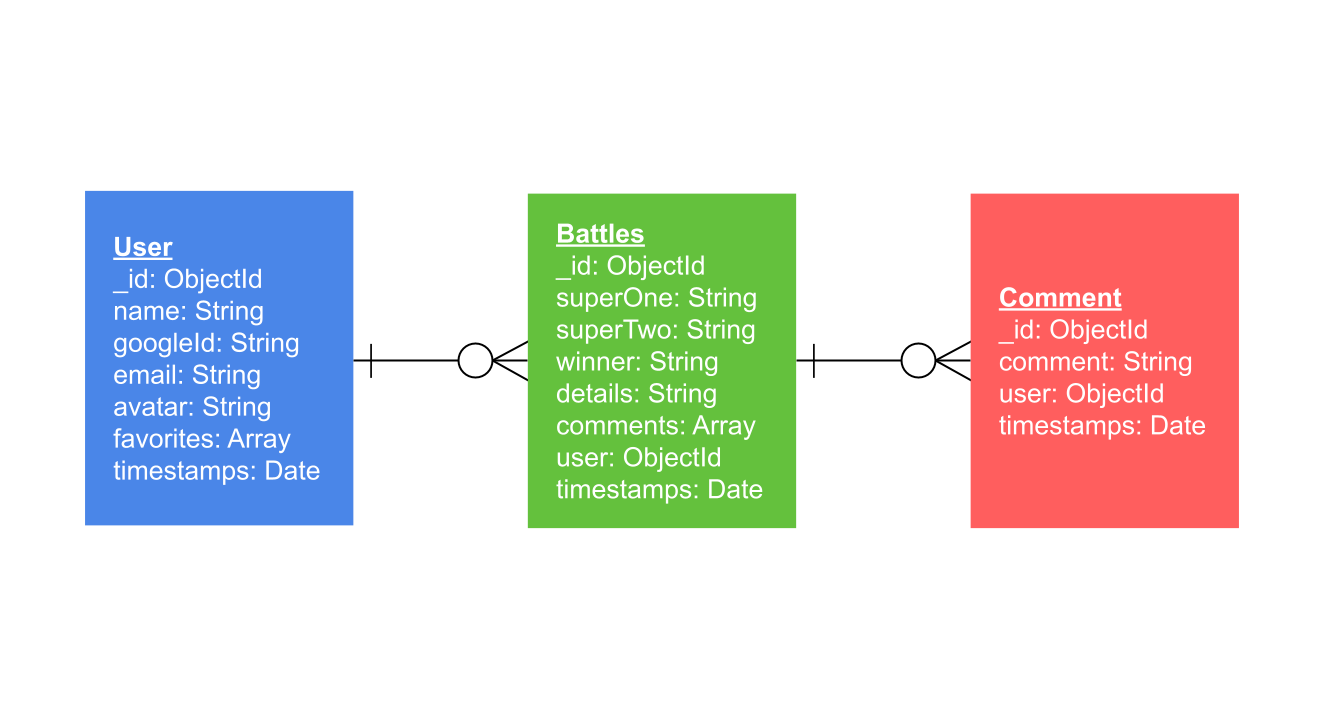 User
_id: ObjectId
name: String
googleId: String
email: String
avatar: String
favorites: Array
timestamps: Date
Battles
_id: ObjectId
superOne: String
superTwo: String
winner: String
details: String
comments: Array
user: ObjectId
timestamps: Date
Comment
_id: ObjectId
comment: String
user: ObjectId
timestamps: Date